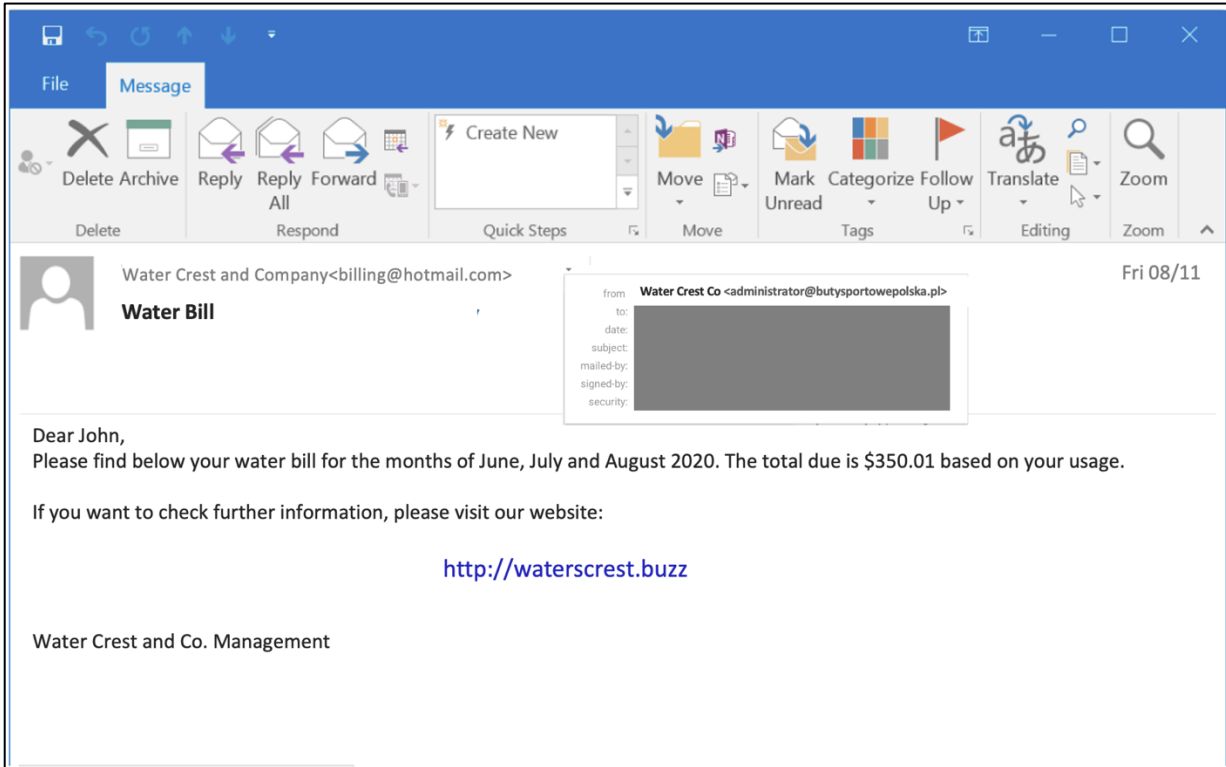 File
Message
Create New
Delete Archive
Reply
Reply All
Forward
Move
Mark Unread
Categorize
Follow Up
Translate
Zoom
Delete
Respond
Quick Steps
Move
Tags
Editing
Zoom
Water Crest and Company<billing@hotmail.com>
Fri 08/11
Water Bill
from Water Crest Co <administrator@butysportowepolska.pl>
to:
date:
subject:
mailed-by:
signed-by:
security:
Dear John,
Please find below your water bill for the months of June, July and August 2020. The total due is $350.01 based on your usage.
If you want to check further information, please visit our website:
http://waterscrest.buzz
Water Crest and Co. Management